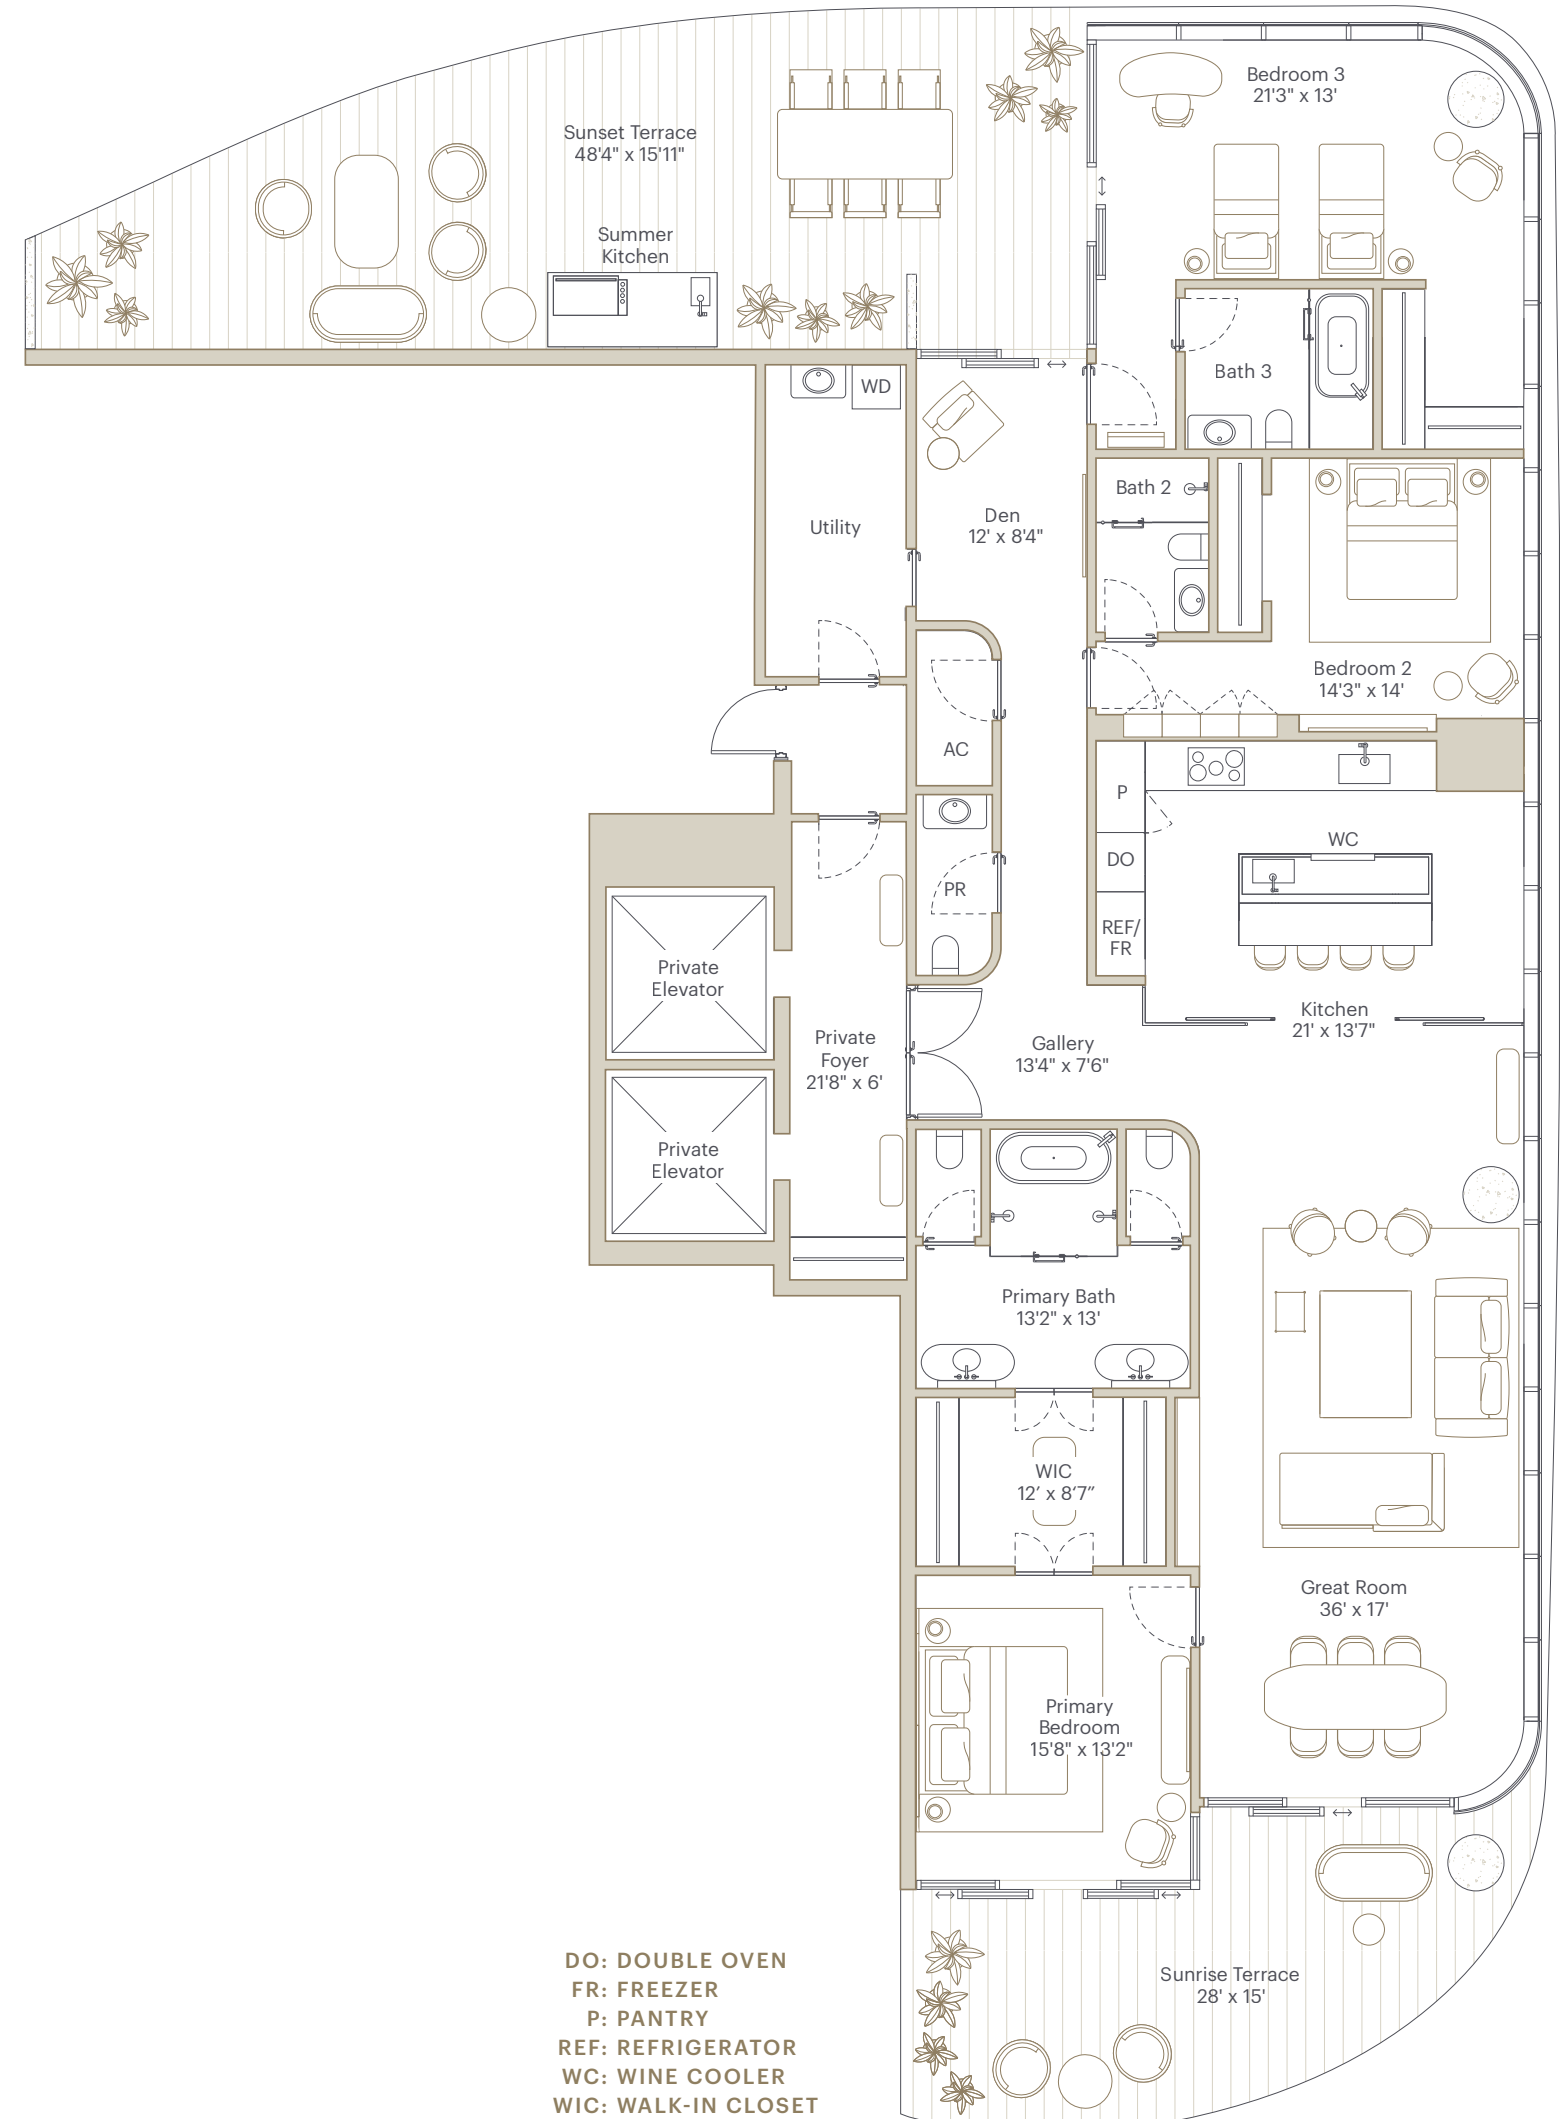 Bedroom 3
21'3" x 13'
Sunset Terrace
48'4" x 15'11"
Summer
Kitchen
Bath 3
WD
Utility
Den
12' x 8'4"
Bath 2
Bedroom 2
14'3" x 14'
AC
P
DO
REF/
FR
WC
PR
Private
Elevator
Kitchen
21' x 13'7"
Private
Foyer
21'8" x 6'
Gallery
13'4" x 7'6"
Private
Elevator
Primary Bath
13'2" x 13'
WIC
12’ x 8‘7”
Great Room
36' x 17'
Primary
Bedroom
15'8" x 13'2"
Sunrise Terrace
28' x 15'
DO: DOUBLE OVEN
FR: FREEZER
P: PANTRY
REF: REFRIGERATOR
WC: WINE COOLER
WIC: WALK-IN CLOSET